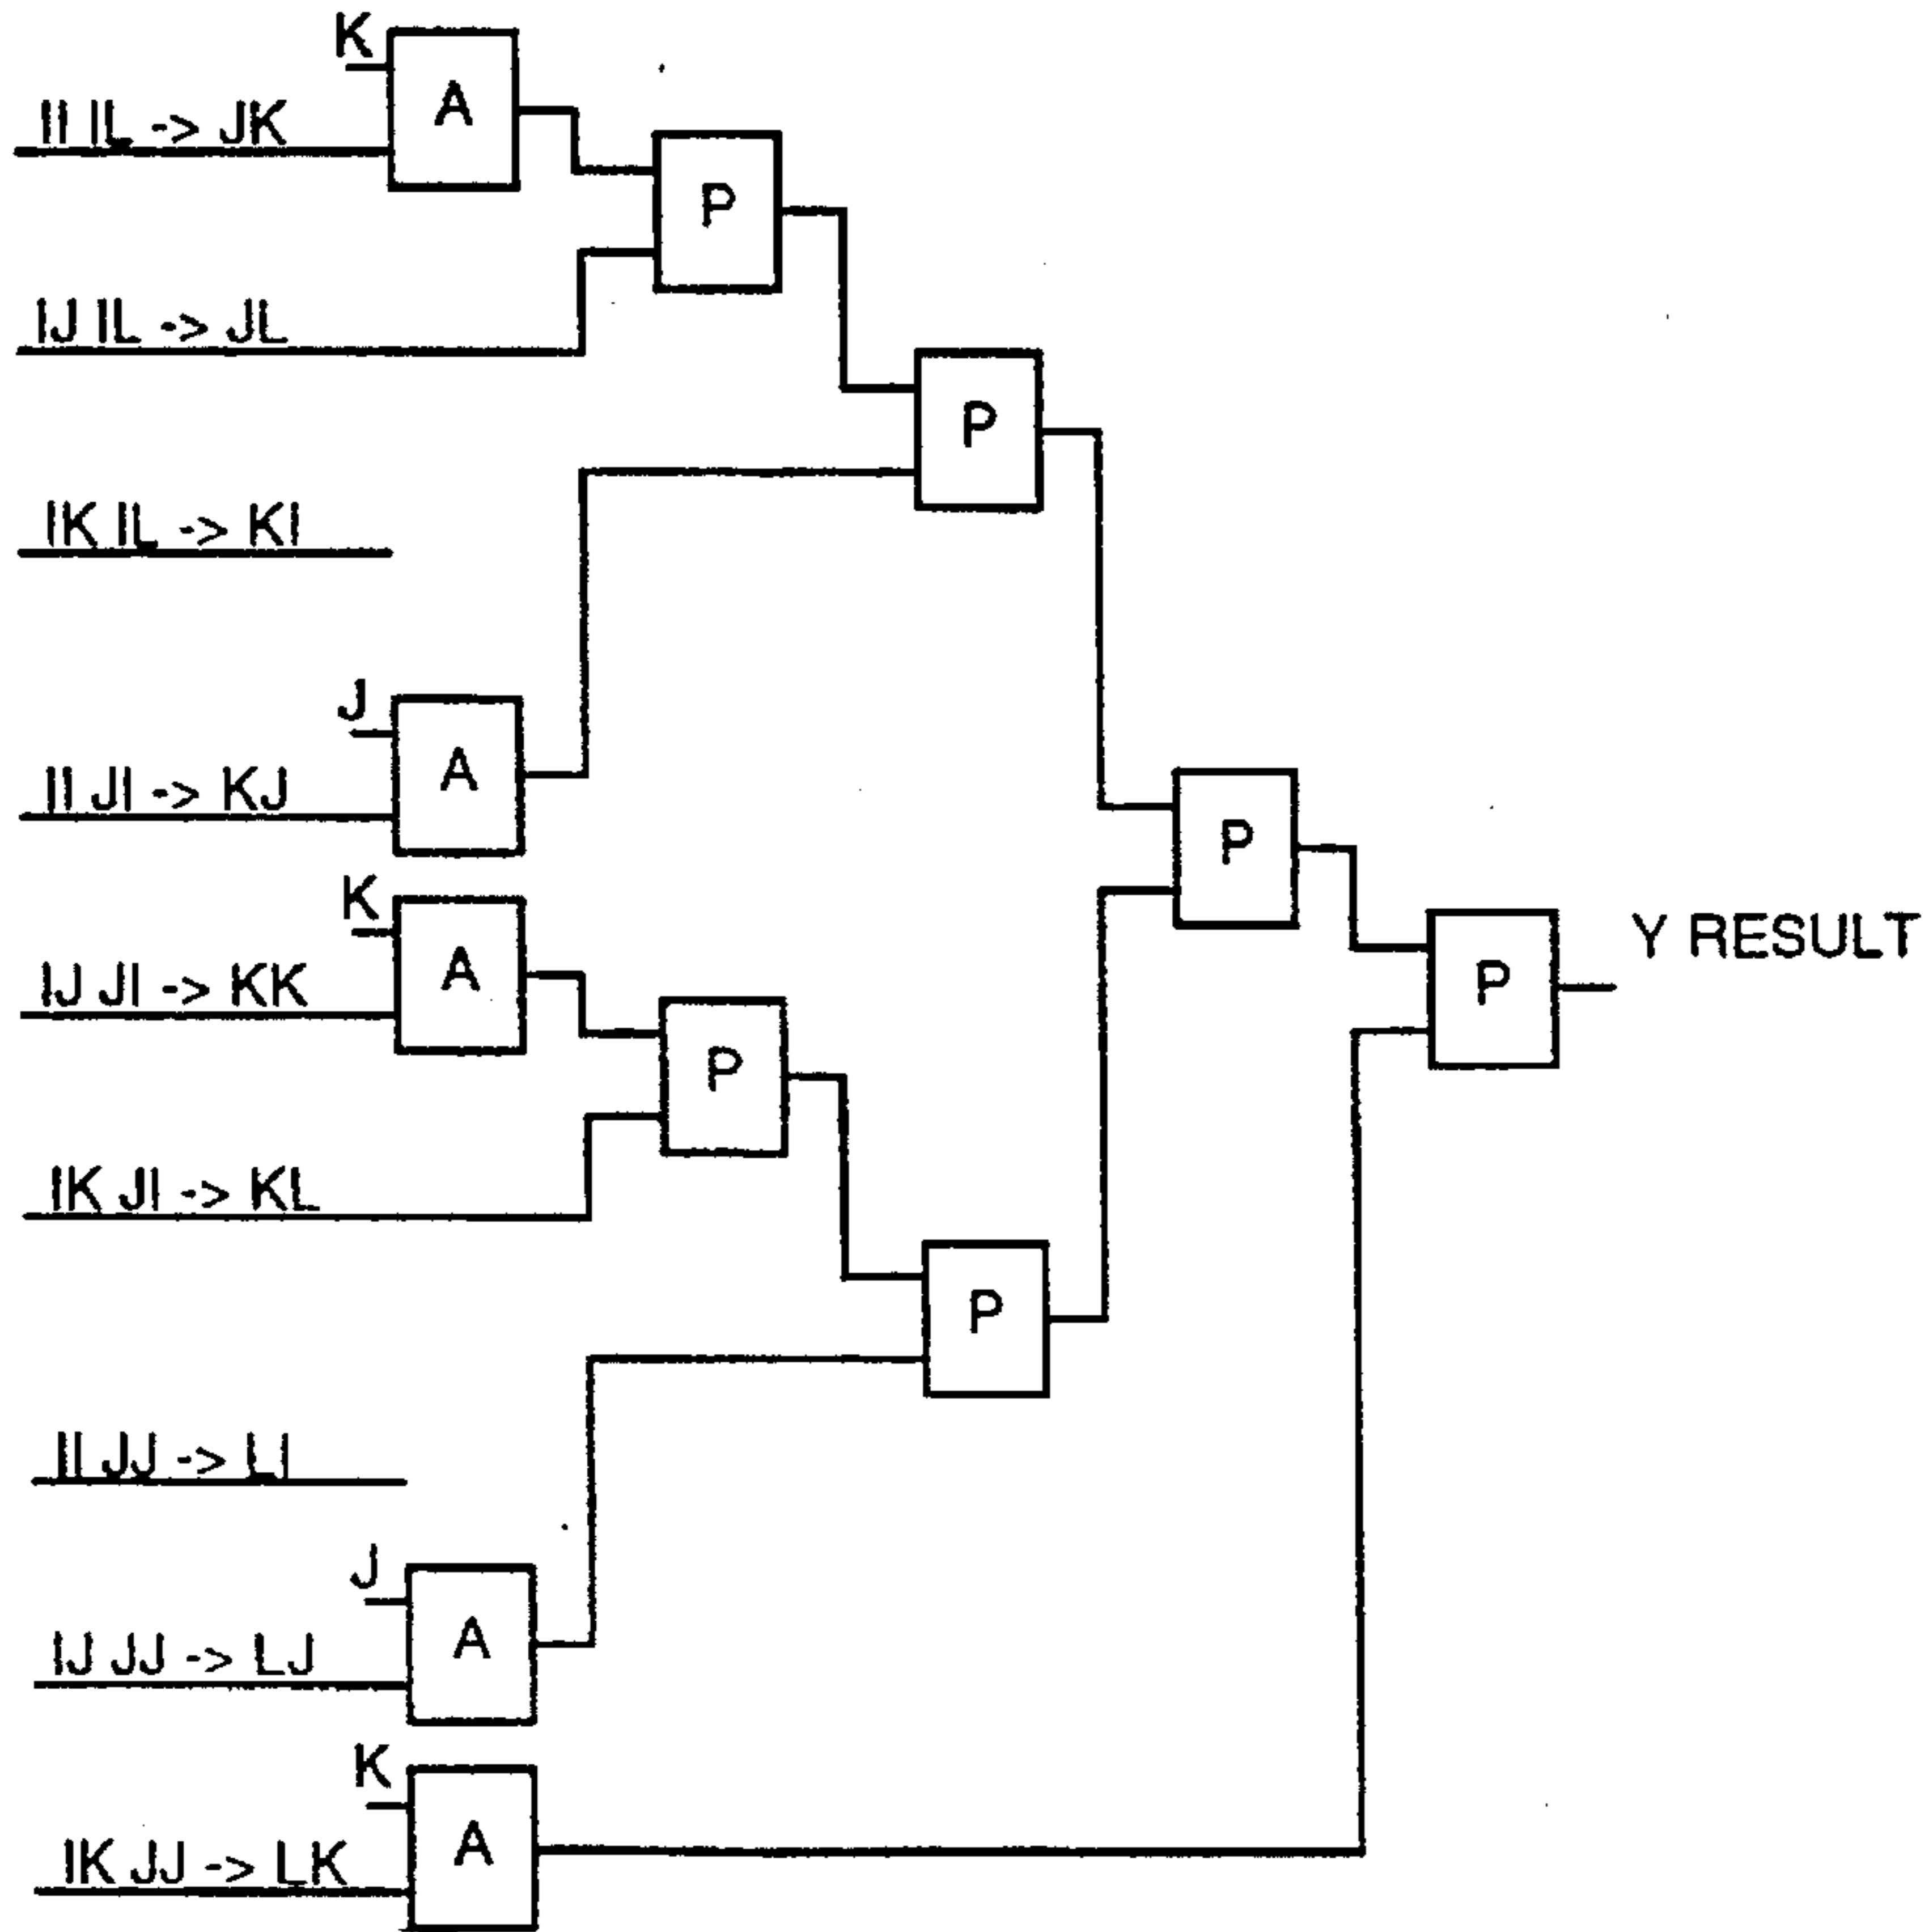 K
A
II IL -> JK
P
IJ IL -> JL
P
IK IL -> KI
J
A
II JI -> KJ
P
K
A
IJ JI -> KK
Y RESULT
P
P
IK JI -> KL
P
II JJ -> LI
J
A
IJ JJ -> LJ
K
A
IK JJ -> LK